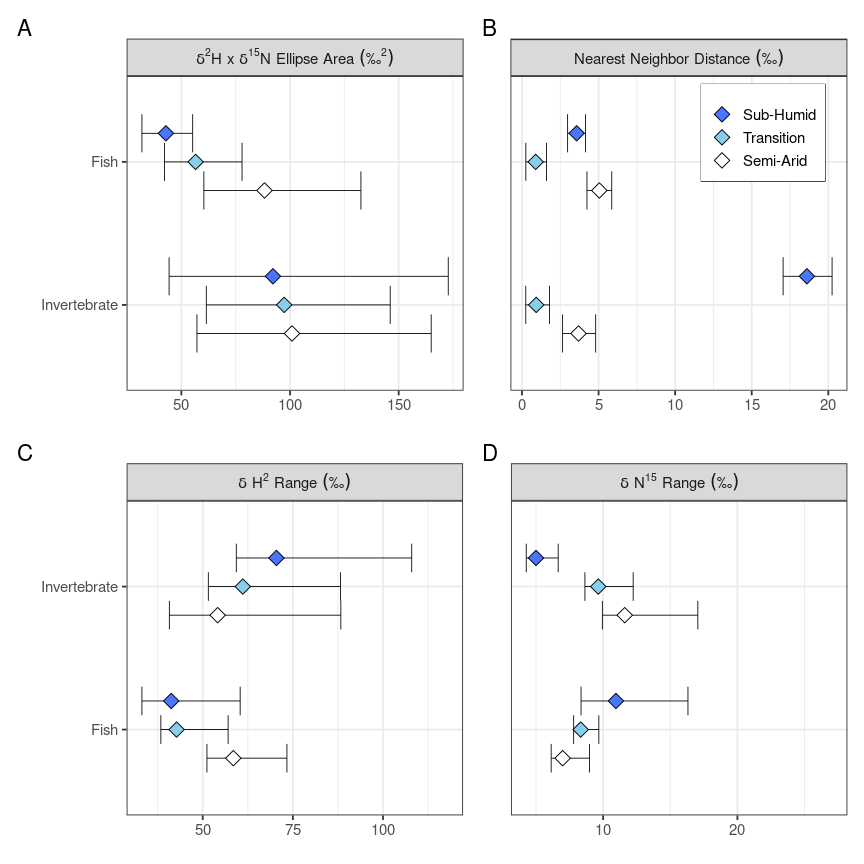 A
B
δ²H x δ¹⁵N Ellipse Area (‰²)
Nearest Neighbor Distance (‰)
Sub-Humid
Transition
Semi-Arid
Fish
Invertebrate
50 100 150
0 5 10 15 20
C
D
δ H² Range (‰)
δ N¹⁵ Range (‰)
Invertebrate
Fish
50 75 100
10 20